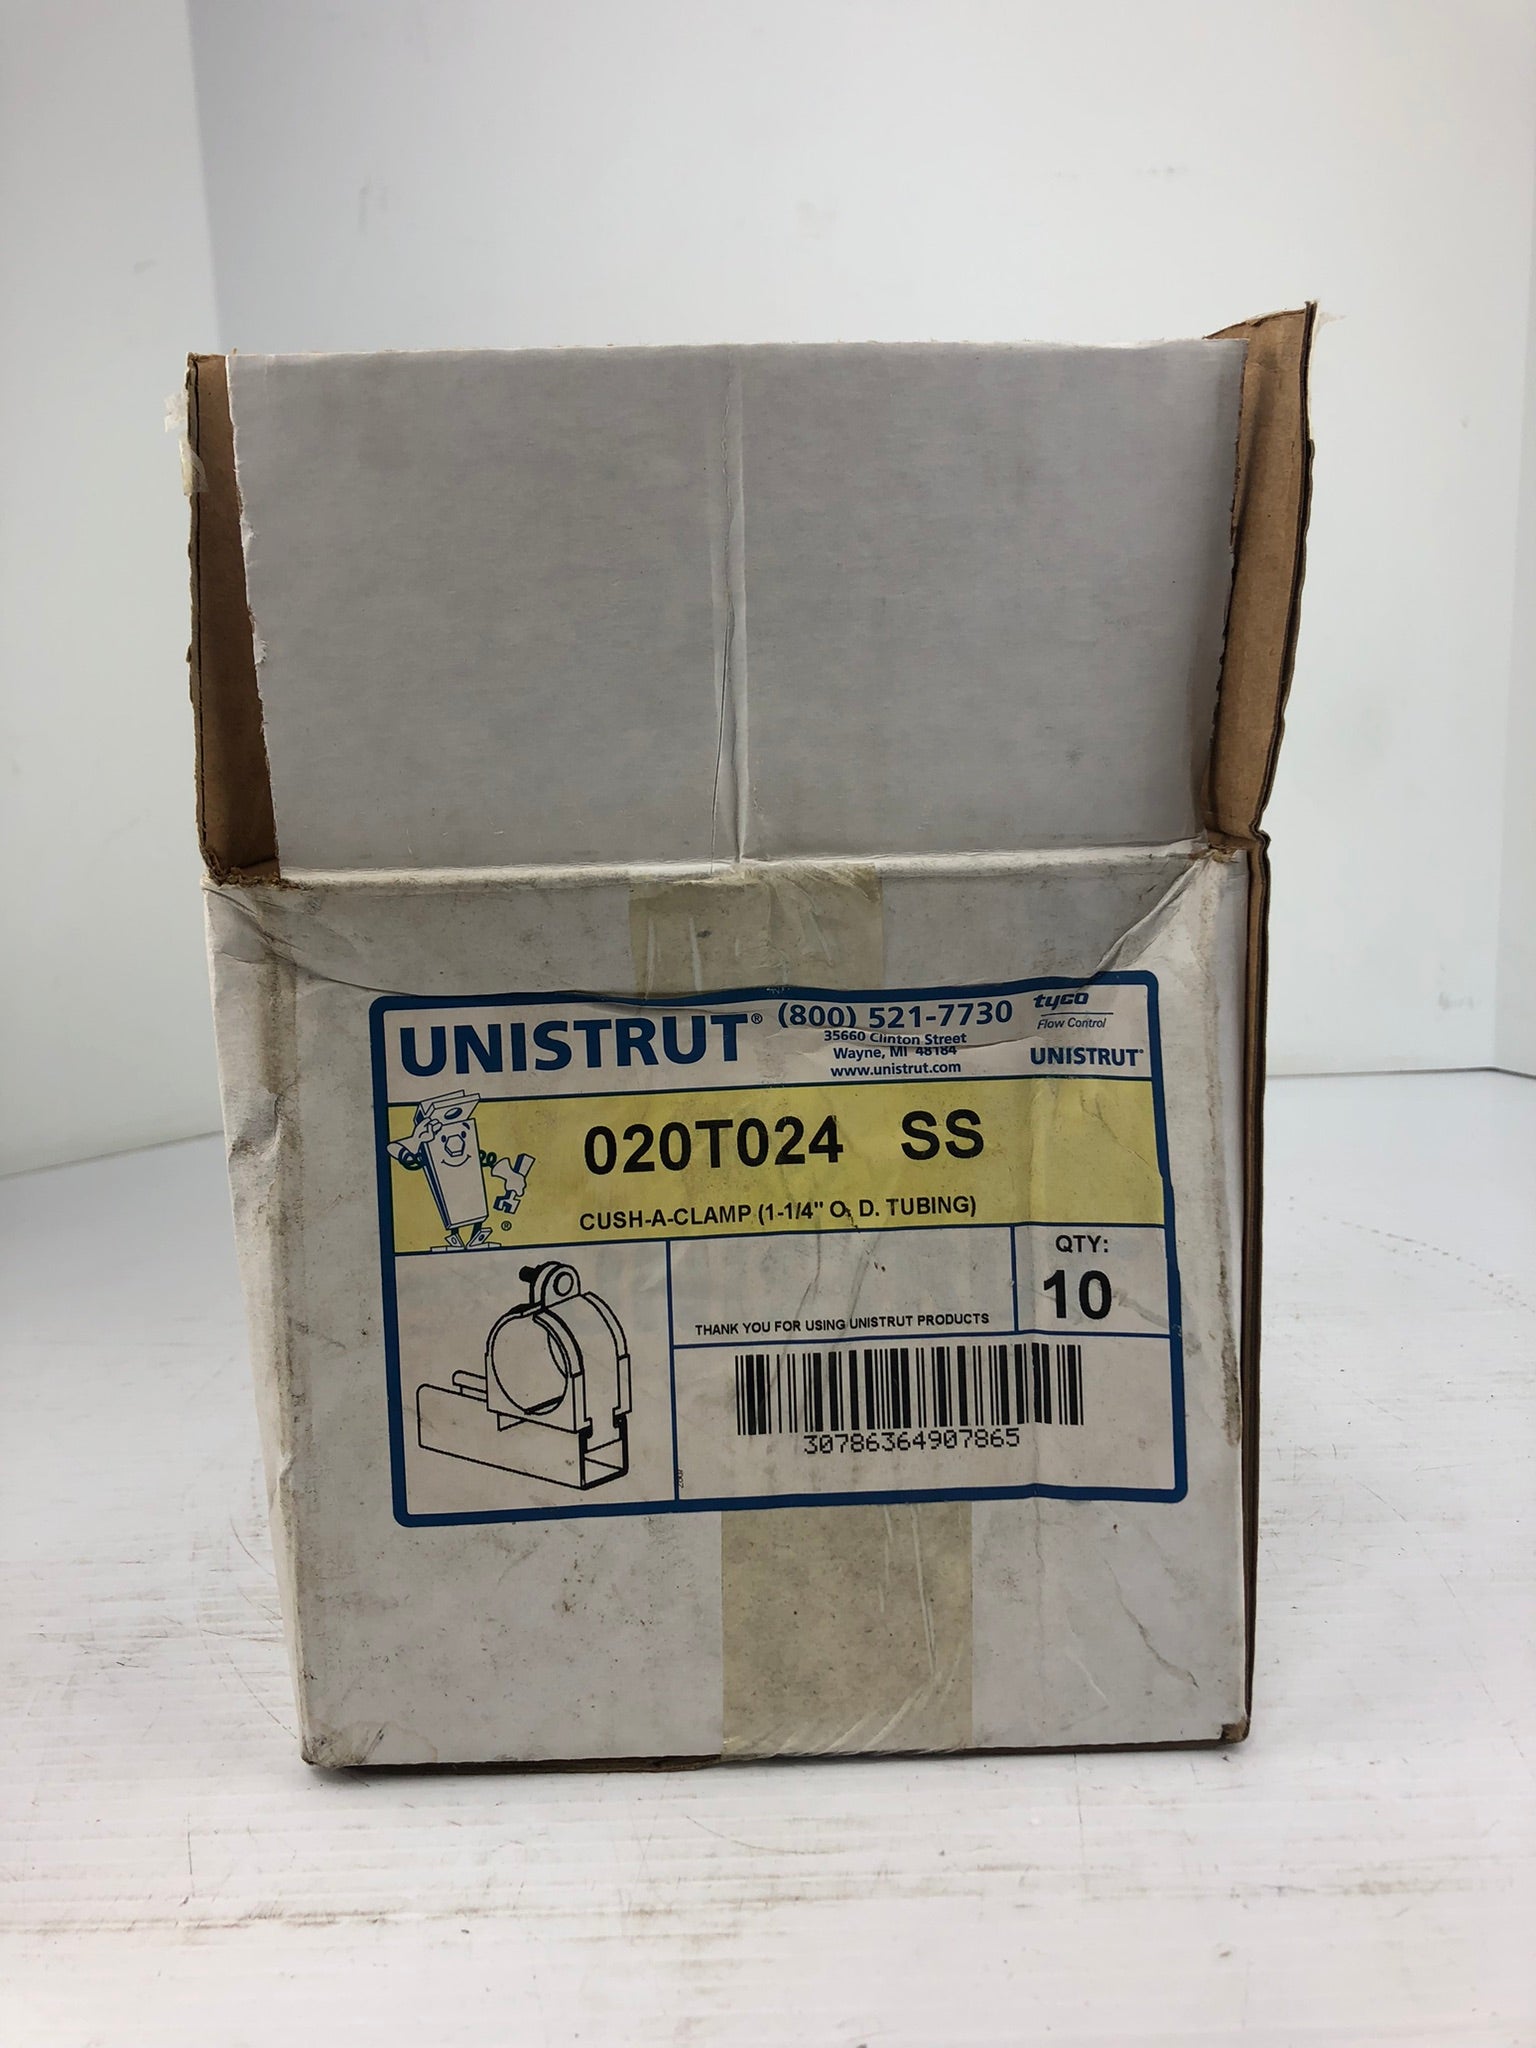 UNISTRUT® (800) 521-7730
35660 Clinton Street
Wayne, MI 48184
www.unistrut.com
tyco
Flow Control
UNISTRUT®
020T024 SS
CUSH-A-CLAMP (1-1/4" O. D. TUBING)
®
THANK YOU FOR USING UNISTRUT PRODUCTS
QTY:
10
30786364907865